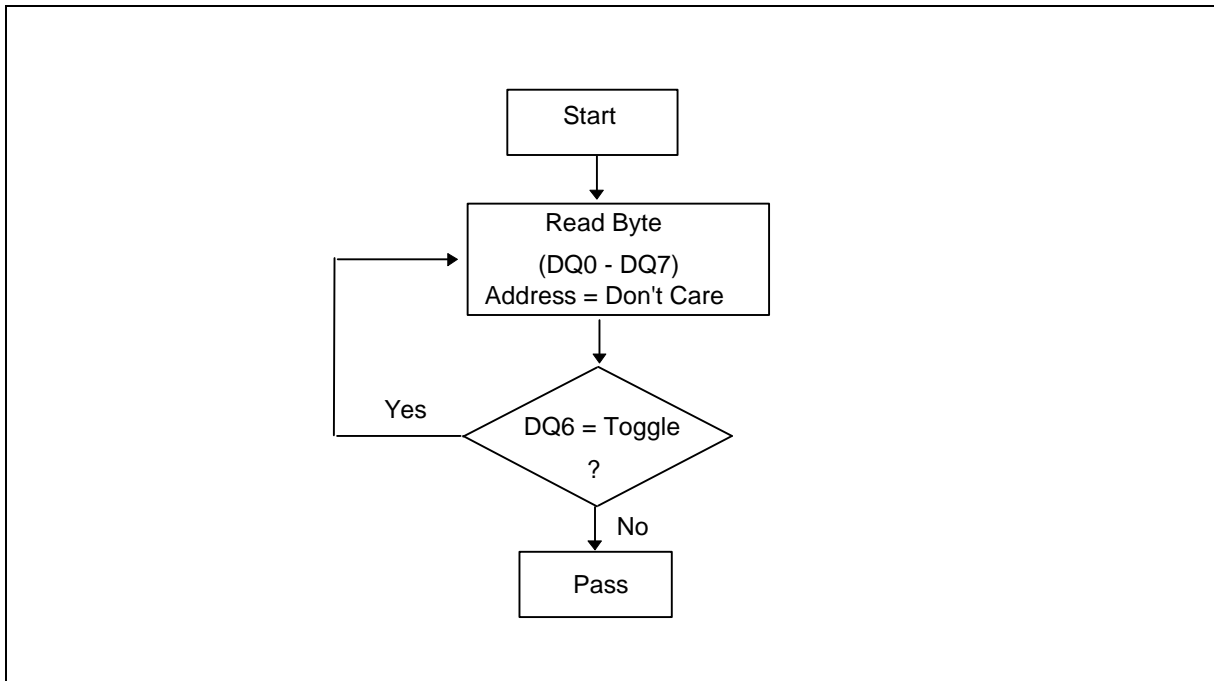 Start
Read Byte
(DQ0 - DQ7)
Address = Don't Care
Yes
DQ6 = Toggle
?
No
Pass